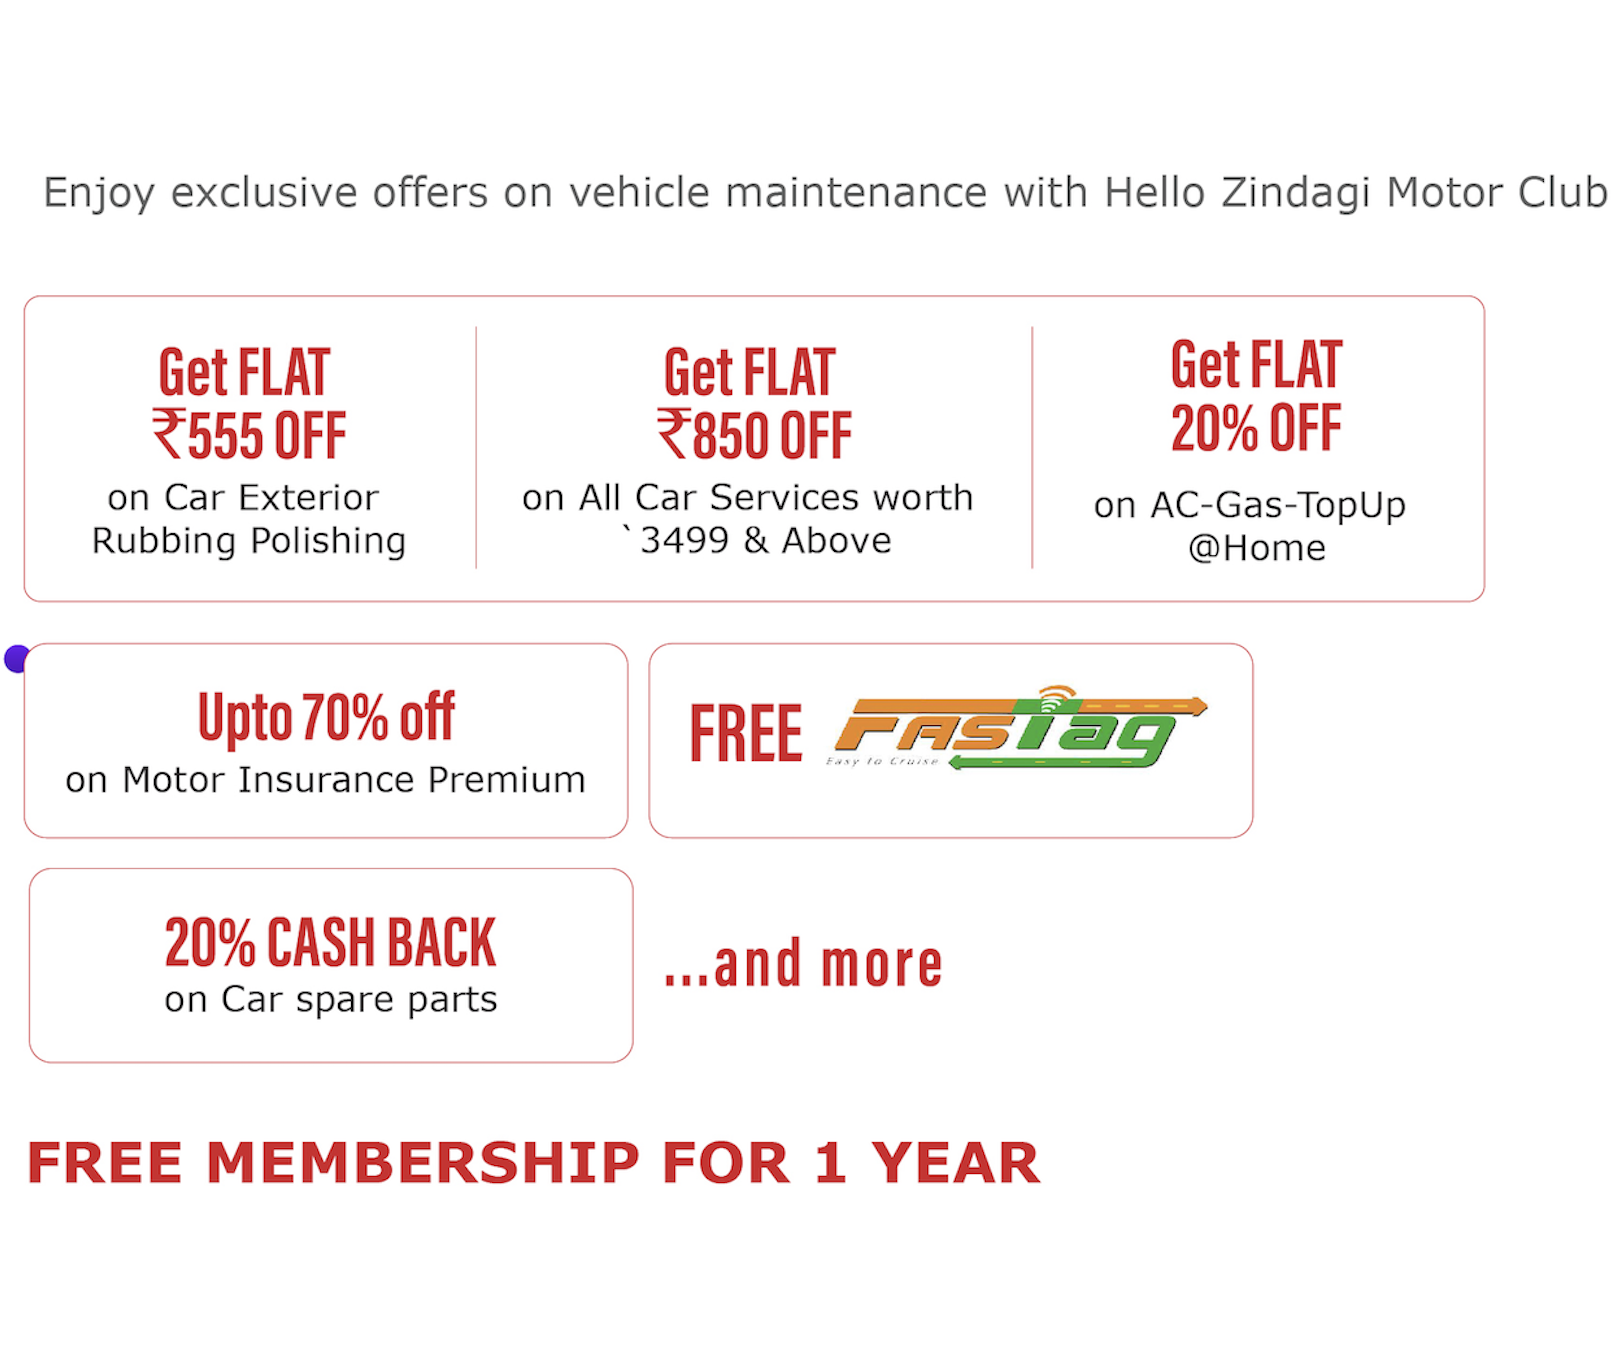 Enjoy exclusive offers on vehicle maintenance with Hello Zindagi Motor Club
Get FLAT
₹555 OFF
on Car Exterior
Rubbing Polishing
Get FLAT
₹850 OFF
on All Car Services worth
`3499 & Above
Get FLAT
20% OFF
on AC-Gas-TopUp
@Home
Upto 70% off
on Motor Insurance Premium
FREE FASTag
Easy to Cruise
20% CASH BACK
on Car spare parts
...and more
FREE MEMBERSHIP FOR 1 YEAR